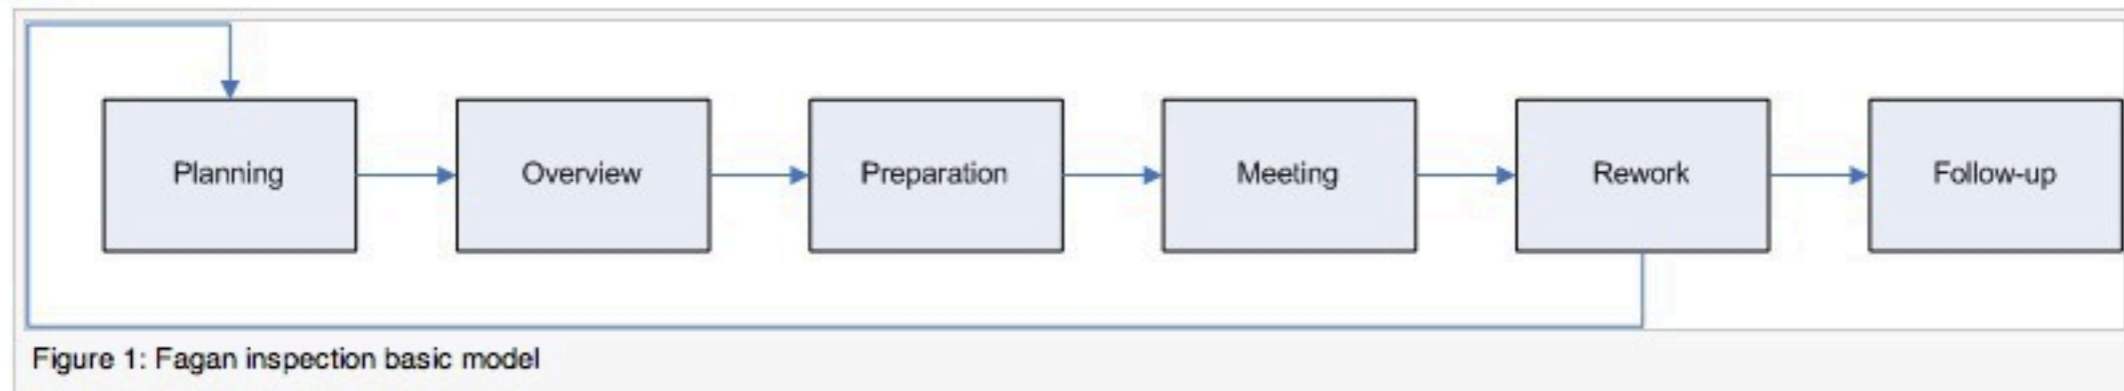 Planning
Overview
Preparation
Meeting
Rework
Follow-up
Figure 1: Fagan inspection basic model